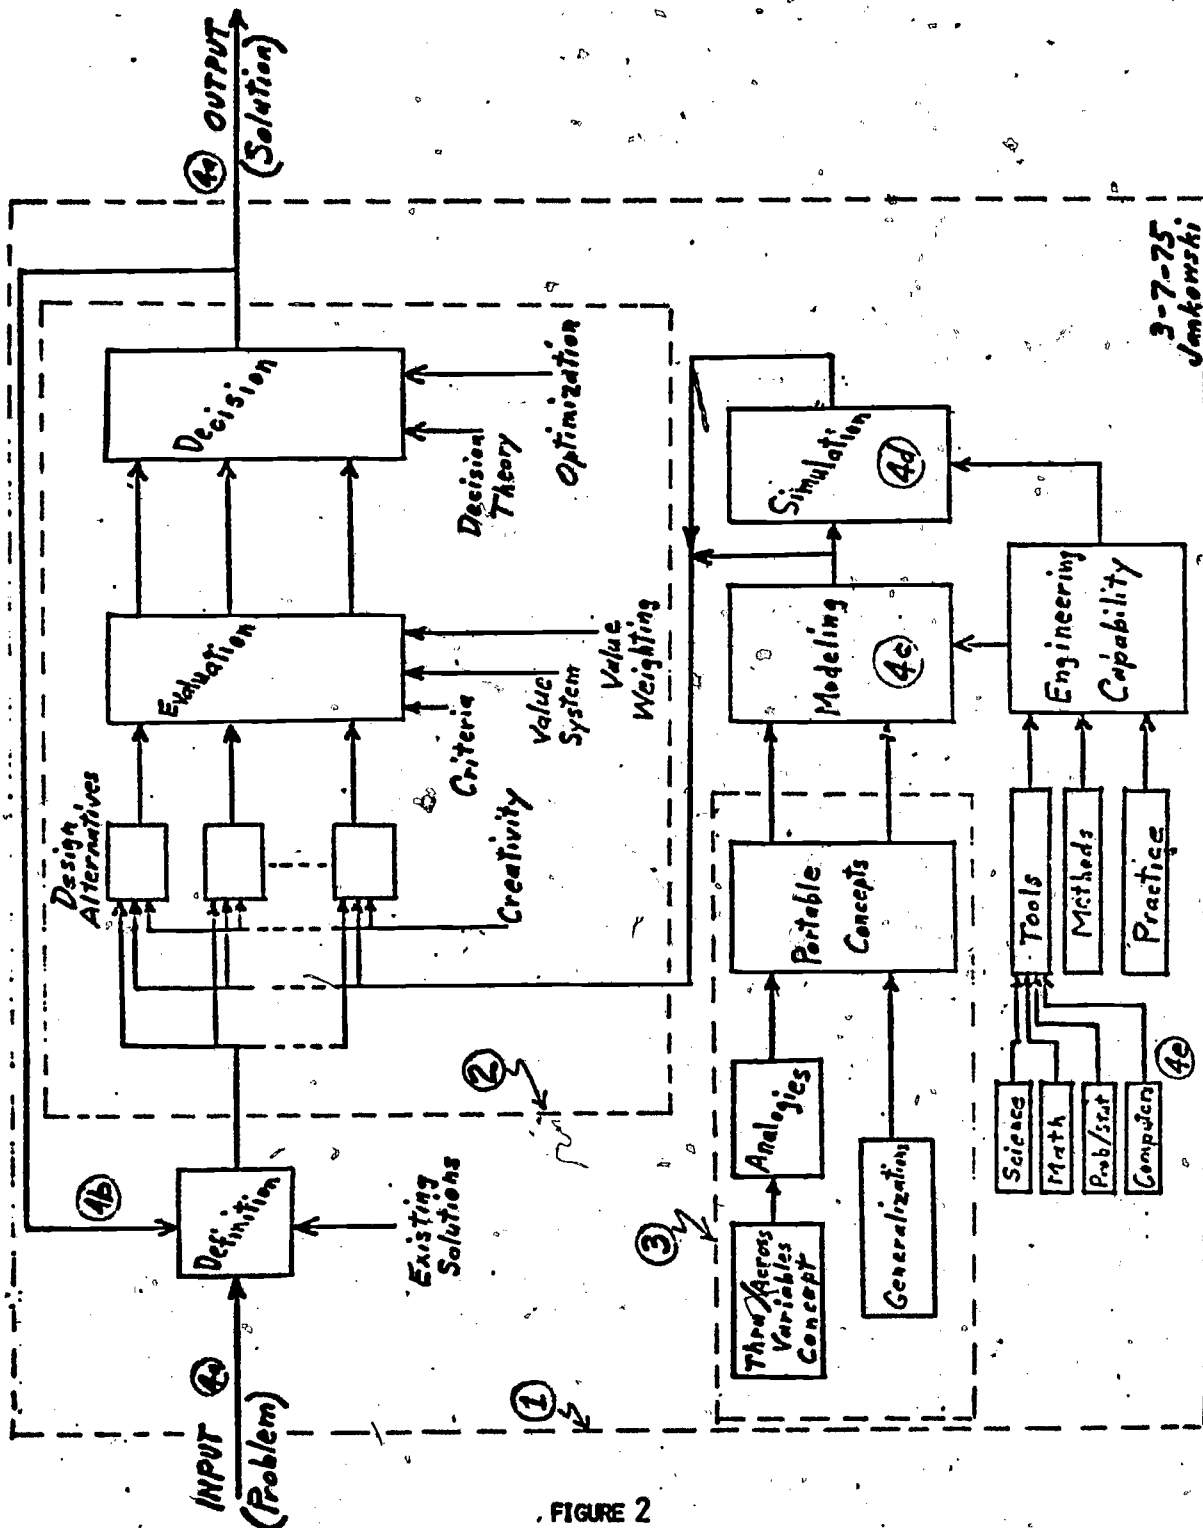 INPUT 4a
(Problem)
4b
Definition
Existing
Solutions
1
2
Design
Alternatives
Creativity
Evaluation
Criteria
Value
System
Value
Weighting
Decision
Decision
Theory
Optimization
4a OUTPUT
(Solution)
3
Thru/Across
Variables
Concept
Analogies
Generalizations
Portable
Concepts
Modeling
4c
Simulation
4d
Science
Math
Prob/Stat
Computers
4e
Tools
Methods
Practice
Engineering
Capability
3-7-75
Jankowski
FIGURE 2